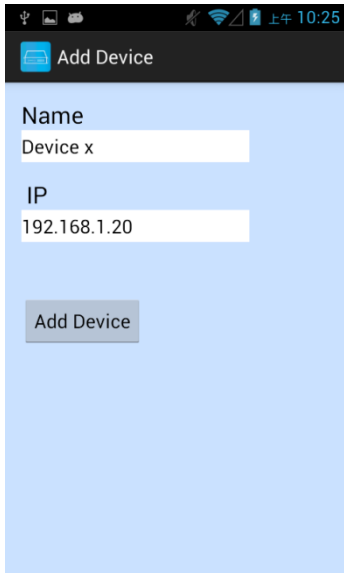 上午 10:25
Add Device
Name
Device x
IP
192.168.1.20
Add Device